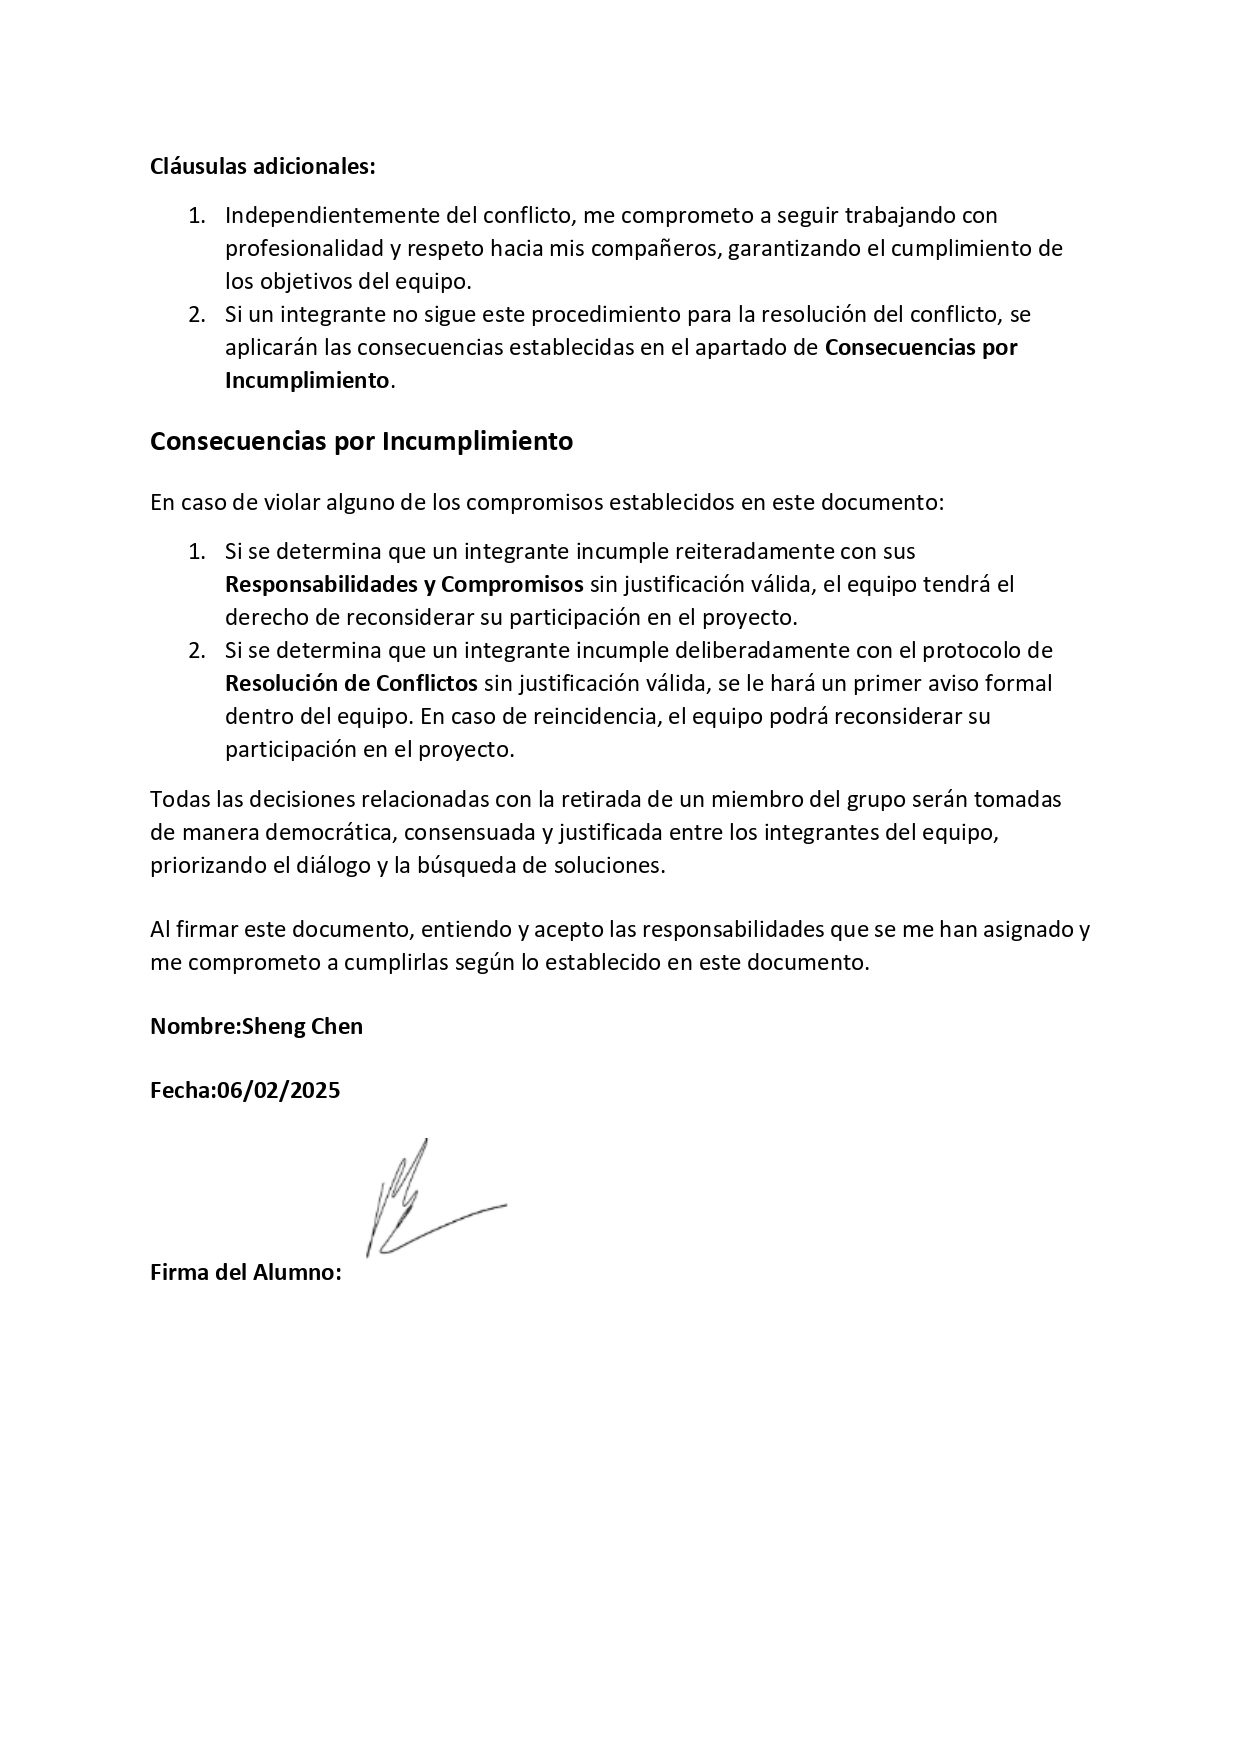 Cláusulas adicionales:
1. Independientemente del conflicto, me comprometo a seguir trabajando con
profesionalidad y respeto hacia mis compañeros, garantizando el cumplimiento de
los objetivos del equipo.
2. Si un integrante no sigue este procedimiento para la resolución del conflicto, se
aplicarán las consecuencias establecidas en el apartado de Consecuencias por
Incumplimiento.
Consecuencias por Incumplimiento
En caso de violar alguno de los compromisos establecidos en este documento:
1. Si se determina que un integrante incumple reiteradamente con sus
Responsabilidades y Compromisos sin justificación válida, el equipo tendrá el
derecho de reconsiderar su participación en el proyecto.
2. Si se determina que un integrante incumple deliberadamente con el protocolo de
Resolución de Conflictos sin justificación válida, se le hará un primer aviso formal
dentro del equipo. En caso de reincidencia, el equipo podrá reconsiderar su
participación en el proyecto.
Todas las decisiones relacionadas con la retirada de un miembro del grupo serán tomadas
de manera democrática, consensuada y justificada entre los integrantes del equipo,
priorizando el diálogo y la búsqueda de soluciones.
Al firmar este documento, entiendo y acepto las responsabilidades que se me han asignado y
me comprometo a cumplirlas según lo establecido en este documento.
Nombre:Sheng Chen
Fecha:06/02/2025
Firma del Alumno: